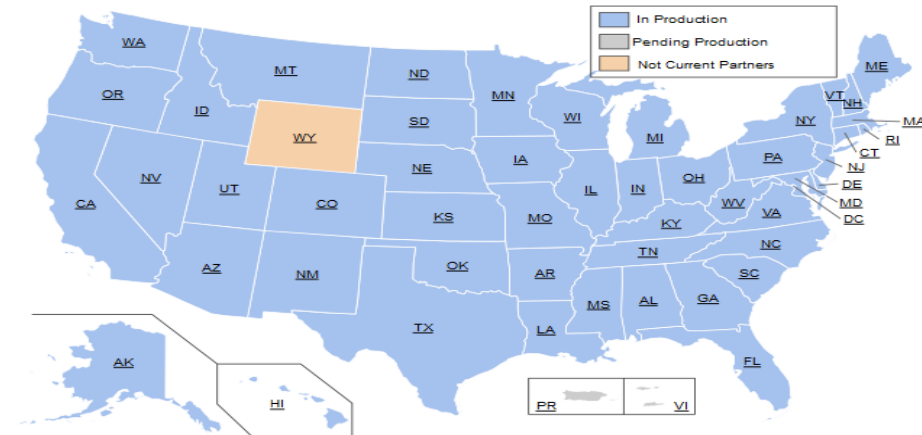 In Production
Pending Production
Not Current Partners
WA
MT
ND
MN
ME
VT
NH
OR
ID
SD
WI
NY
MA
RI
WY
MI
CT
NE
IA
PA
NJ
NV
UT
IL
IN
OH
DE
CA
CO
WV
MD
KS
MO
VA
DC
KY
NC
TN
AZ
NM
OK
AR
SC
MS
AL
GA
TX
LA
FL
AK
HI
PR
VI